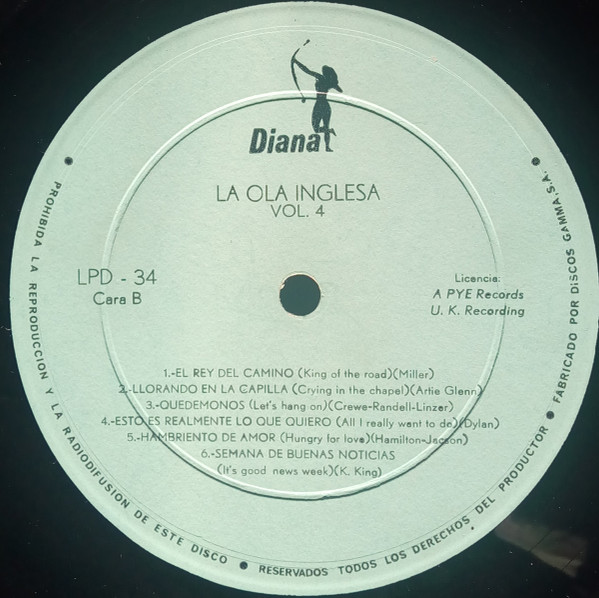 Diana
LA OLA INGLESA
VOL. 4
LPD - 34
Cara B
Licencia:
A PYE Records
U. K. Recording
1.-EL REY DEL CAMINO (King of the road)(Miller)
2.-LLORANDO EN LA CAPILLA (Crying in the chapel)(Artie Glenn)
3.-QUEDEMONOS (Let's hang on)(Crewe-Randell-Linzer)
4.-ESTO ES REALMENTE LO QUE QUIERO (All I really want to do)(Dylan)
5.-HAMBRIENTO DE AMOR (Hungry for love)(Hamilton-Jacson)
6.-SEMANA DE BUENAS NOTICIAS
(It's good news week)(K. King)
PROHIBIDA LA REPRODUCCION Y LA RADIODIFUSION DE ESTE DISCO ● RESERVADOS TODOS LOS DERECHOS DEL PRODUCTOR ● FABRICADO POR DISCOS GAMMA, S.A.